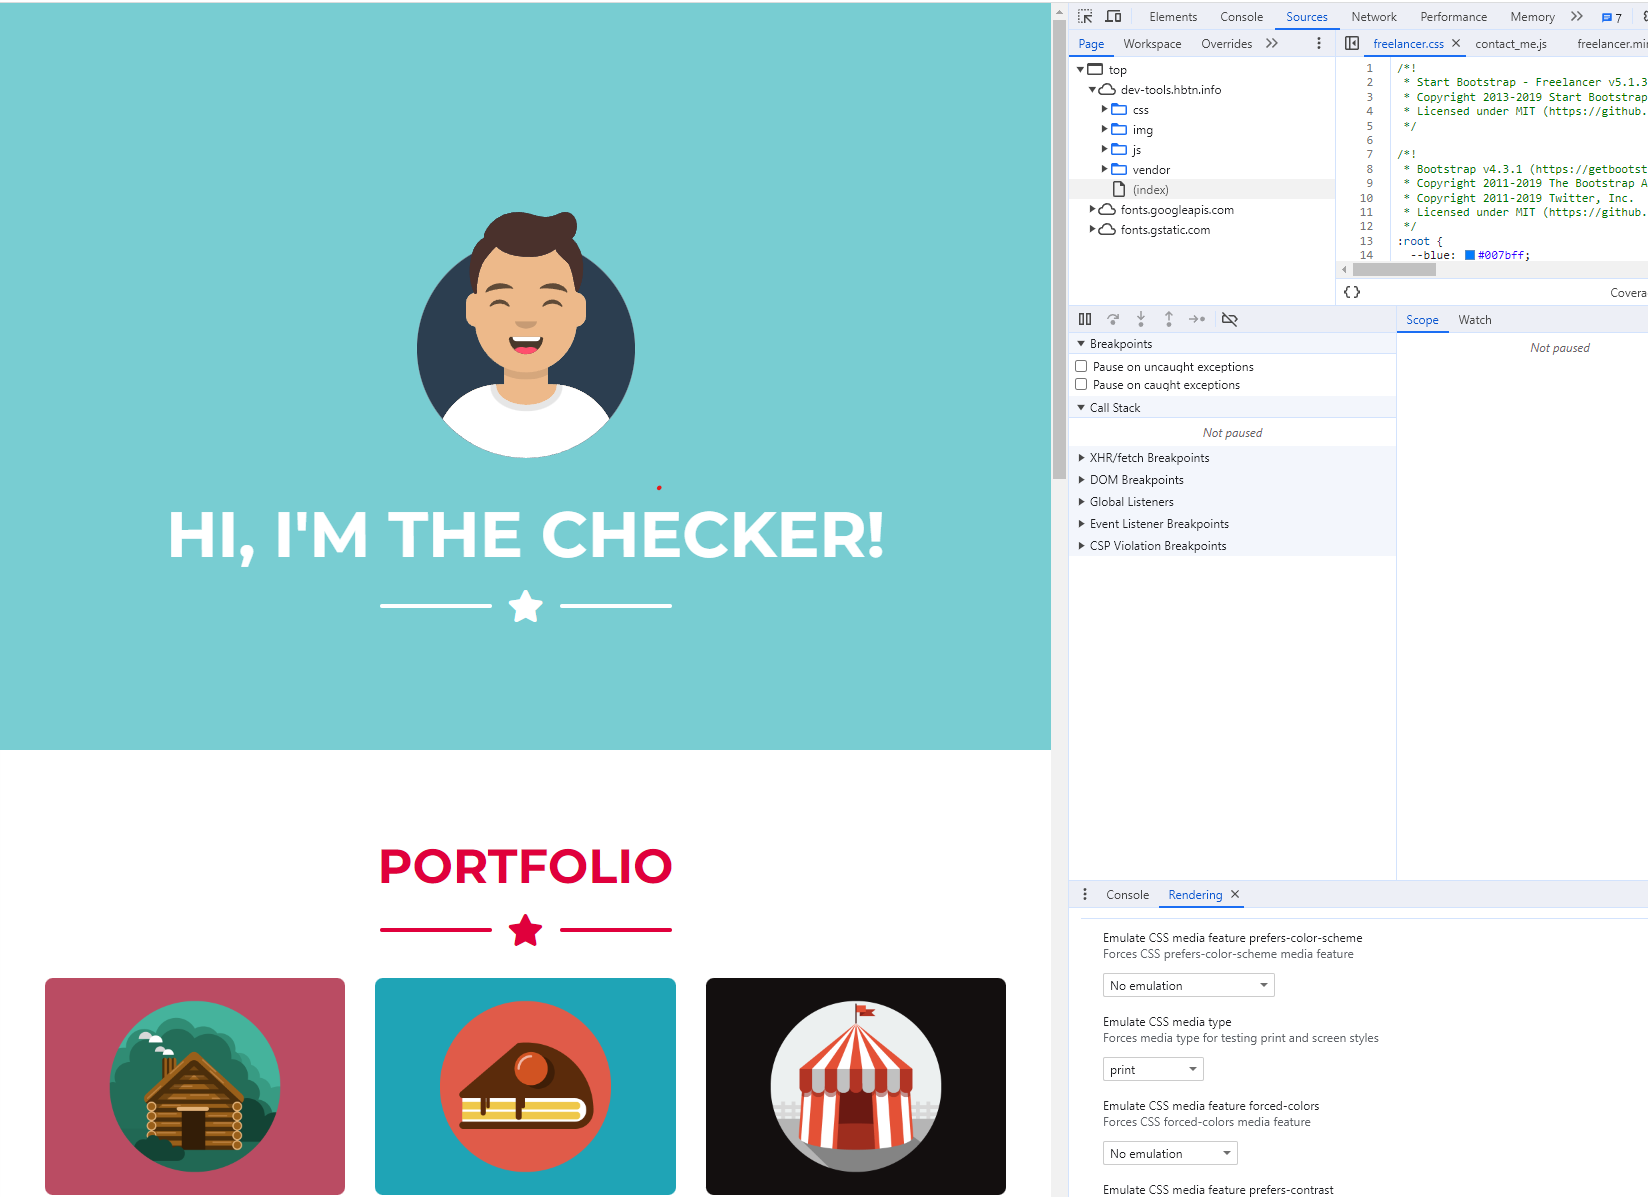 HI, I'M THE CHECKER!
PORTFOLIO
Elements Console Sources Network Performance Memory 7
Page Workspace Overrides
top
dev-tools.hbtn.info
css
img
js
vendor
(index)
fonts.googleapis.com
fonts.gstatic.com
freelancer.css contact_me.js freelancer.mi
1 /*!
2 * Start Bootstrap - Freelancer v5.1.3
3 * Copyright 2013-2019 Start Bootstrap
4 * Licensed under MIT (https://github.
5 */
6
7 /*!
8 * Bootstrap v4.3.1 (https://getbootst
9 * Copyright 2011-2019 The Bootstrap A
10 * Copyright 2011-2019 Twitter, Inc.
11 * Licensed under MIT (https://github.
12 */
13 :root {
14 --blue: #007bff;
{} Covera
Breakpoints
Pause on uncaught exceptions
Pause on caught exceptions
Call Stack
Not paused
XHR/fetch Breakpoints
DOM Breakpoints
Global Listeners
Event Listener Breakpoints
CSP Violation Breakpoints
Scope Watch
Not paused
Console Rendering
Emulate CSS media feature prefers-color-scheme
Forces CSS prefers-color-scheme media feature
No emulation
Emulate CSS media type
Forces media type for testing print and screen styles
print
Emulate CSS media feature forced-colors
Forces CSS forced-colors media feature
No emulation
Emulate CSS media feature prefers-contrast